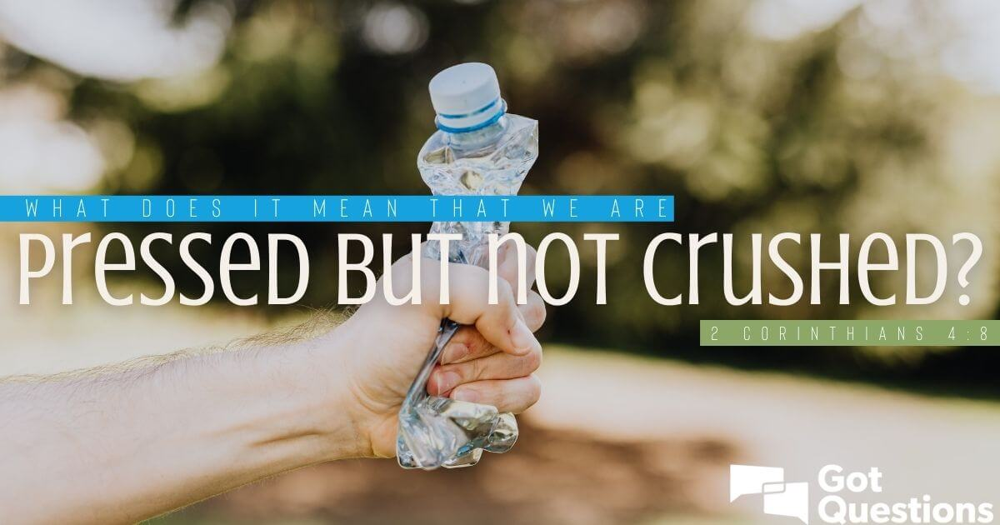 WHAT DOES IT MEAN THAT WE ARE
Pressed But not Crushed?
2 CORINTHIANS 4:8
Got
Questions